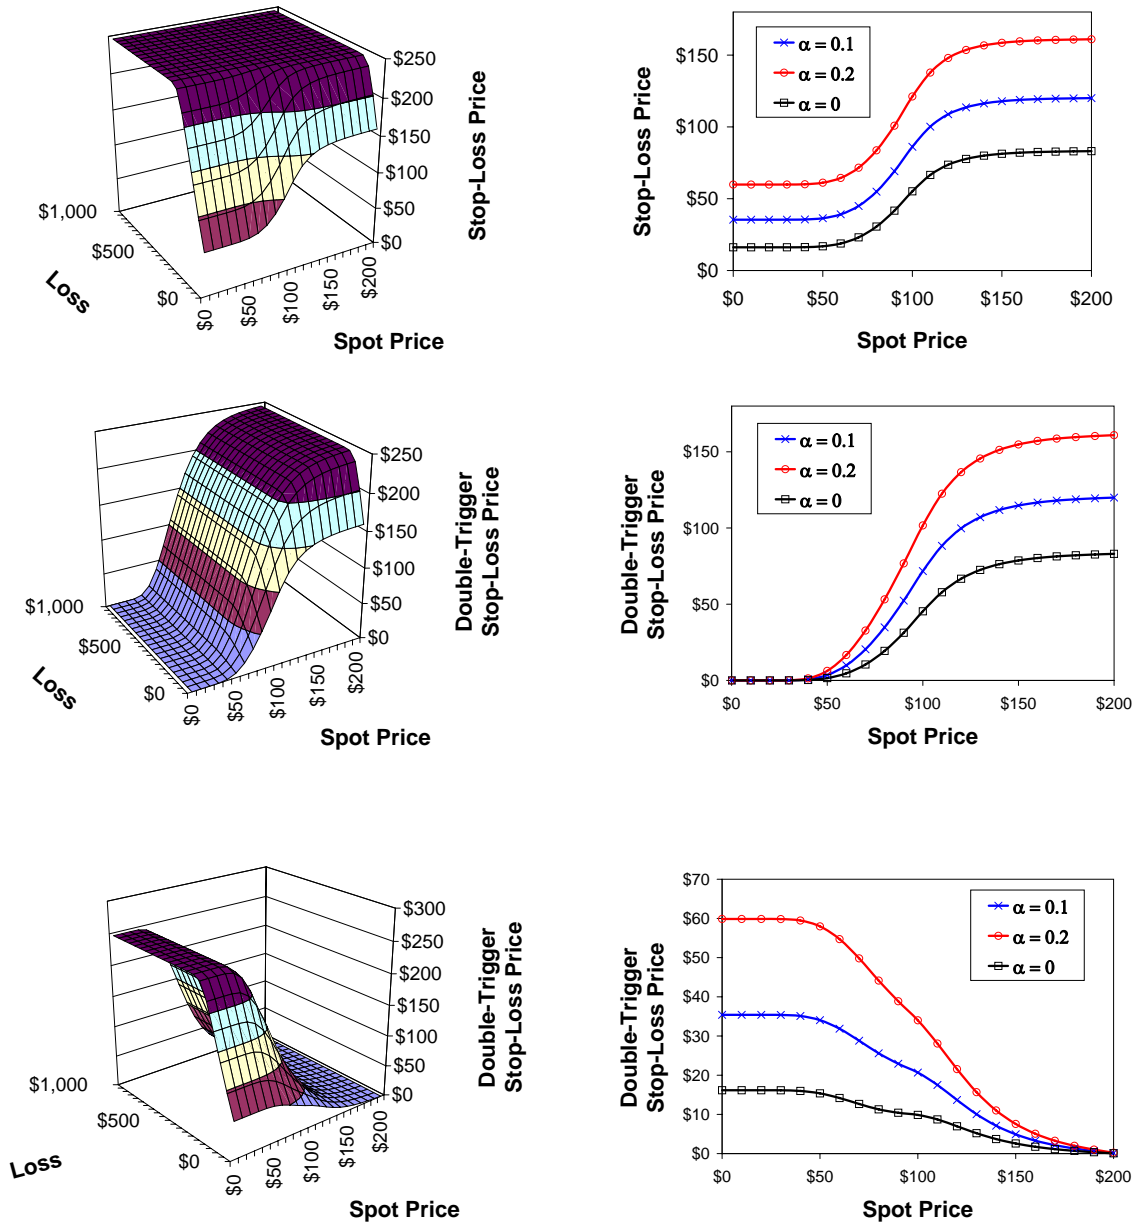 $250
$200
$150
$100
$50
$0
Stop-Loss Price
$1,000
$500
$0
Loss
$0
$50
$100
$150
$200
Spot Price
α = 0.1
α = 0.2
α = 0
$150
$100
$50
$0
Stop-Loss Price
$0
$50
$100
$150
$200
Spot Price
$250
$200
$150
$100
$50
$0
Double-Trigger
Stop-Loss Price
$1,000
$500
$0
Loss
$0
$50
$100
$150
$200
Spot Price
α = 0.1
α = 0.2
α = 0
$150
$100
$50
$0
Double-Trigger
Stop-Loss Price
$0
$50
$100
$150
$200
Spot Price
$300
$250
$200
$150
$100
$50
$0
Double-Trigger
Stop-Loss Price
$1,000
$500
$0
Loss
$0
$50
$100
$150
$200
Spot Price
α = 0.1
α = 0.2
α = 0
$70
$60
$50
$40
$30
$20
$10
$0
Double-Trigger
Stop-Loss Price
$0
$50
$100
$150
$200
Spot Price